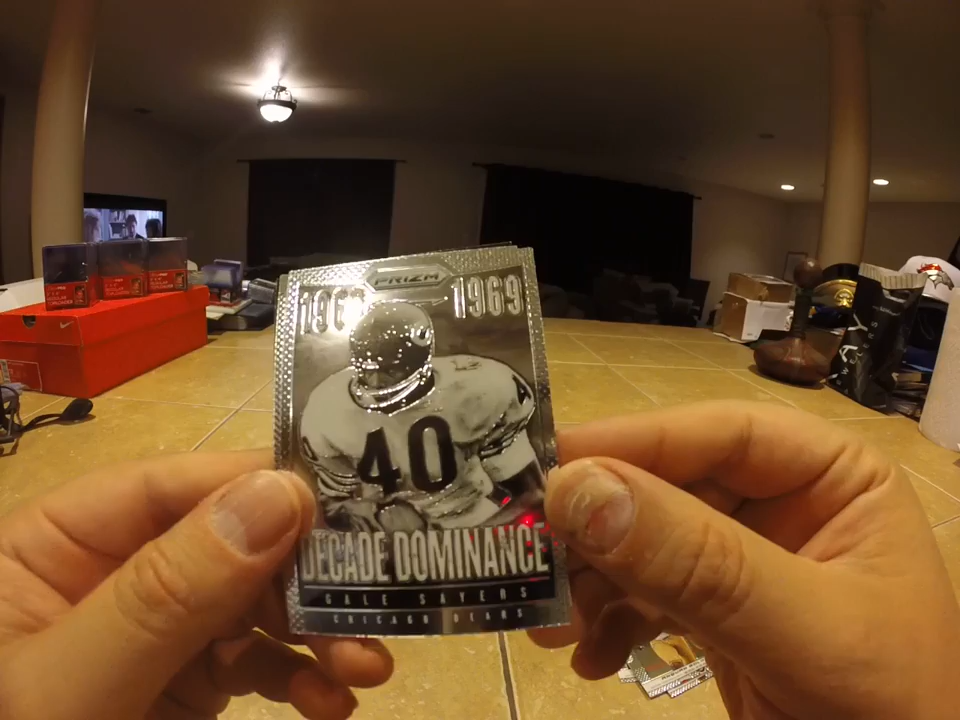 PRIZM
1969
40
DECADE DOMINANCE
GALE SAYERS
CHICAGO BEARS